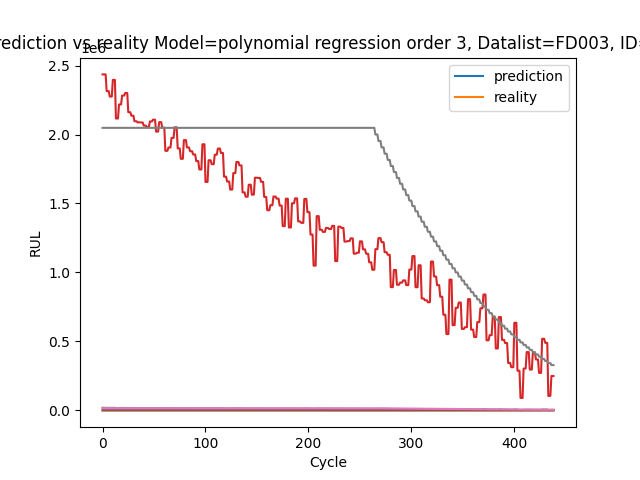 rediction vs reality Model=polynomial regression order 3, Datalist=FD003, ID=
1e6
2.5
2.0
1.5
1.0
0.5
0.0
RUL
0
100
200
300
400
Cycle
prediction
reality